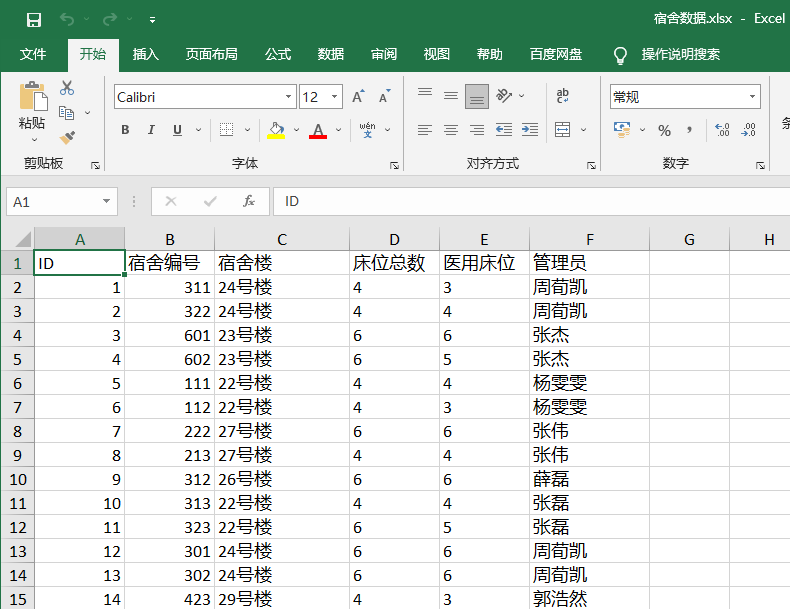 宿舍数据.xlsx - Excel
文件 开始 插入 页面布局 公式 数据 审阅 视图 帮助 百度网盘 操作说明搜索
Calibri 12 A A ab 常规
粘贴 B I U A wén 文 % , .00 .00
剪贴板 字体 对齐方式 数字
A1 fx ID
A B C D E F G H
1 ID 宿舍编号 宿舍楼 床位总数 医用床位 管理员
2 1 311 24号楼 4 3 周荀凯
3 2 322 24号楼 4 4 周荀凯
4 3 601 23号楼 6 6 张杰
5 4 602 23号楼 6 5 张杰
6 5 111 22号楼 4 4 杨雯雯
7 6 112 22号楼 4 3 杨雯雯
8 7 222 27号楼 6 6 张伟
9 8 213 27号楼 4 4 张伟
10 9 312 26号楼 6 6 薛磊
11 10 313 22号楼 4 4 张磊
12 11 323 22号楼 6 5 张磊
13 12 301 24号楼 6 6 周荀凯
14 13 302 24号楼 6 6 周荀凯
15 14 423 29号楼 4 3 郭浩然